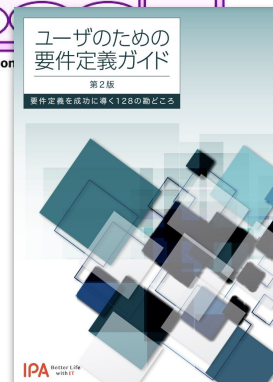 on
ユーザのための
要件定義ガイド
第2版
要件定義を成功に導く128の勘どころ
IPA Better Life
with IT